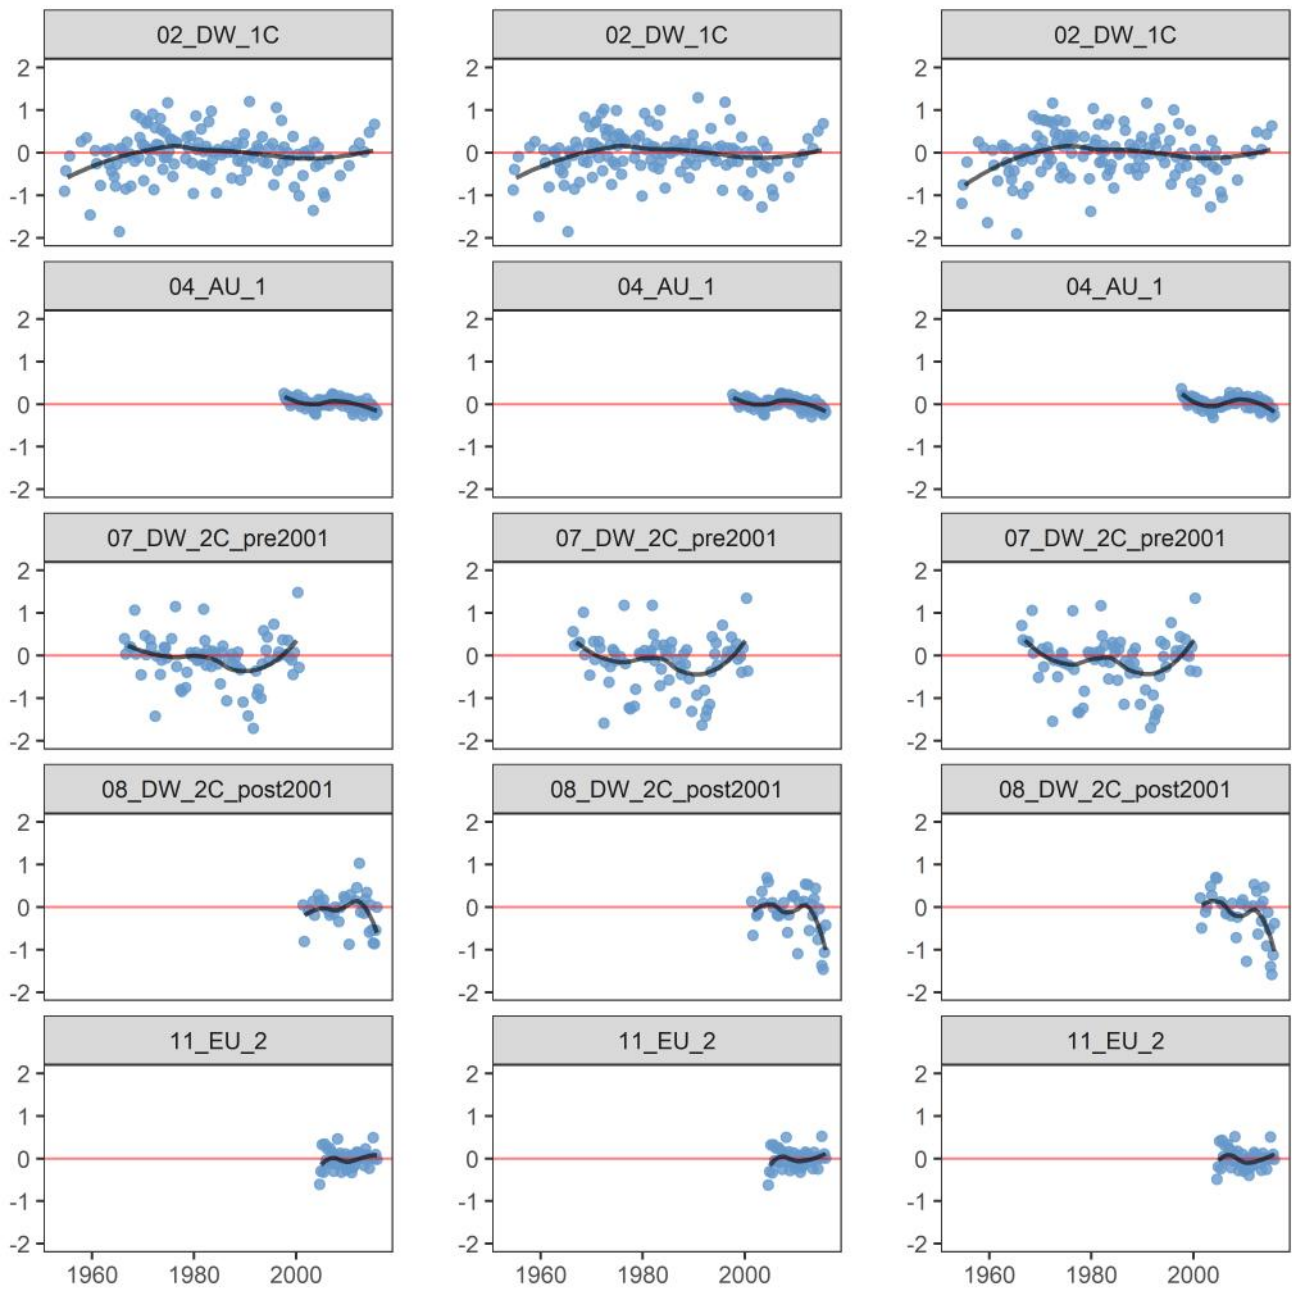 02_DW_1C 02_DW_1C 02_DW_1C
2 2 2
1 1 1
0 0 0
-1 -1 -1
-2 -2 -2
04_AU_1 04_AU_1 04_AU_1
2 2 2
1 1 1
0 0 0
-1 -1 -1
-2 -2 -2
07_DW_2C_pre2001 07_DW_2C_pre2001 07_DW_2C_pre2001
2 2 2
1 1 1
0 0 0
-1 -1 -1
-2 -2 -2
08_DW_2C_post2001 08_DW_2C_post2001 08_DW_2C_post2001
2 2 2
1 1 1
0 0 0
-1 -1 -1
-2 -2 -2
11_EU_2 11_EU_2 11_EU_2
2 2 2
1 1 1
0 0 0
-1 -1 -1
-2 -2 -2
1960 1980 2000 1960 1980 2000 1960 1980 2000